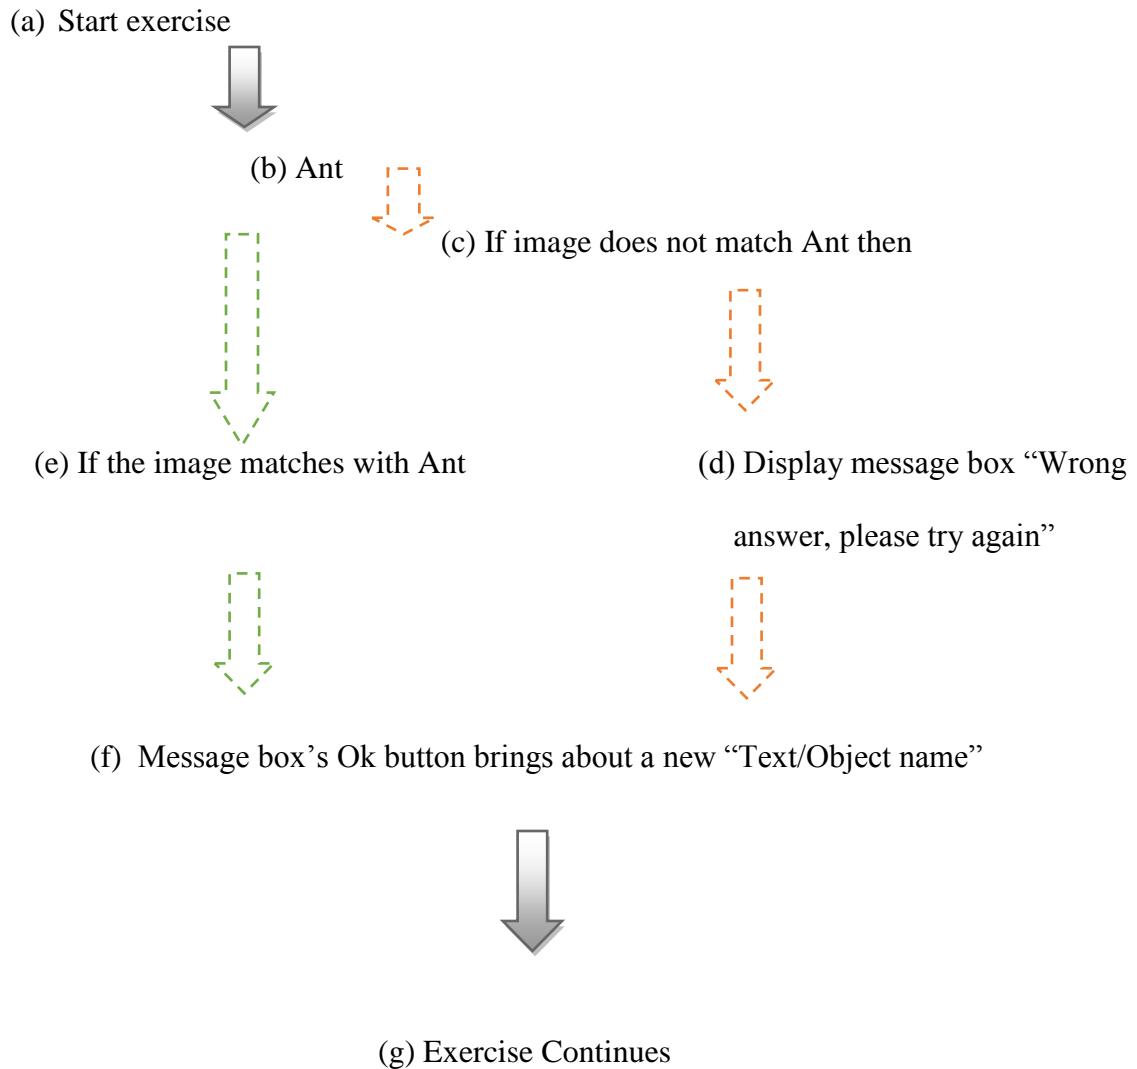 (a) Start exercise
(b) Ant
(c) If image does not match Ant then
(e) If the image matches with Ant
(d) Display message box “Wrong
answer, please try again”
(f) Message box’s Ok button brings about a new “Text/Object name”
(g) Exercise Continues